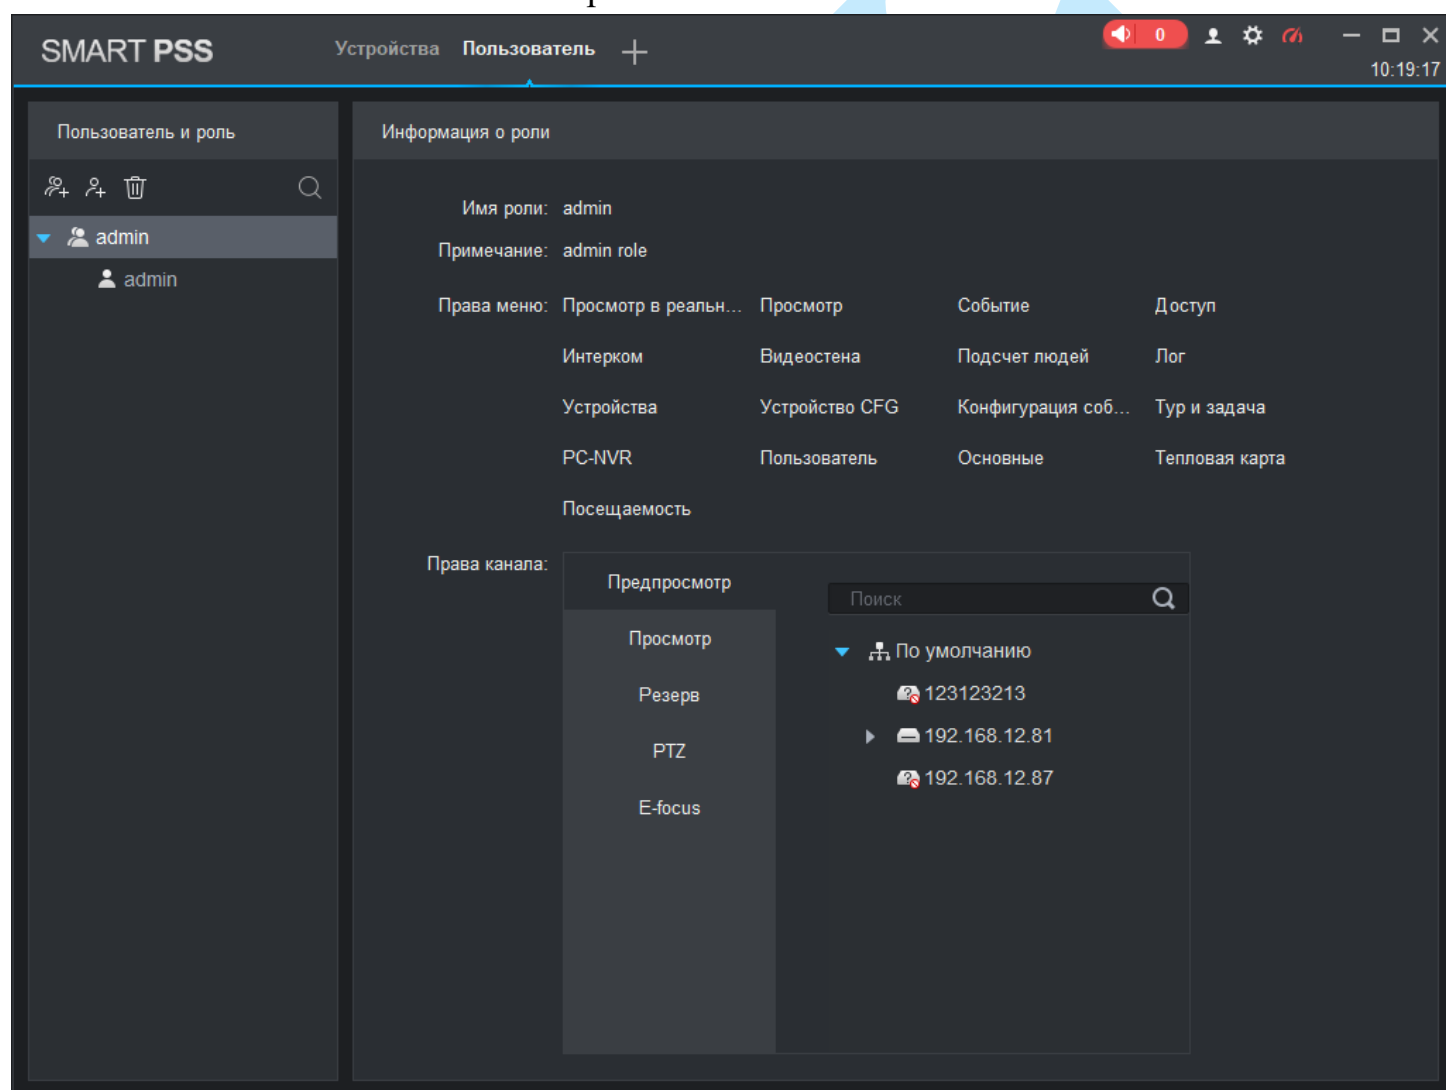 SMART PSS Устройства Пользователь 0
10:19:17
Пользователь и роль
Информация о роли
admin
admin
Имя роли: admin
Примечание: admin role
Права меню: Просмотр в реальн... Просмотр Событие Доступ
Интерком Видеостена Подсчет людей Лог
Устройства Устройство CFG Конфигурация соб... Тур и задача
PC-NVR Пользователь Основные Тепловая карта
Посещаемость
Права канала:
Предпросмотр
Просмотр
Резерв
PTZ
E-focus
Поиск
По умолчанию
123123213
192.168.12.81
192.168.12.87